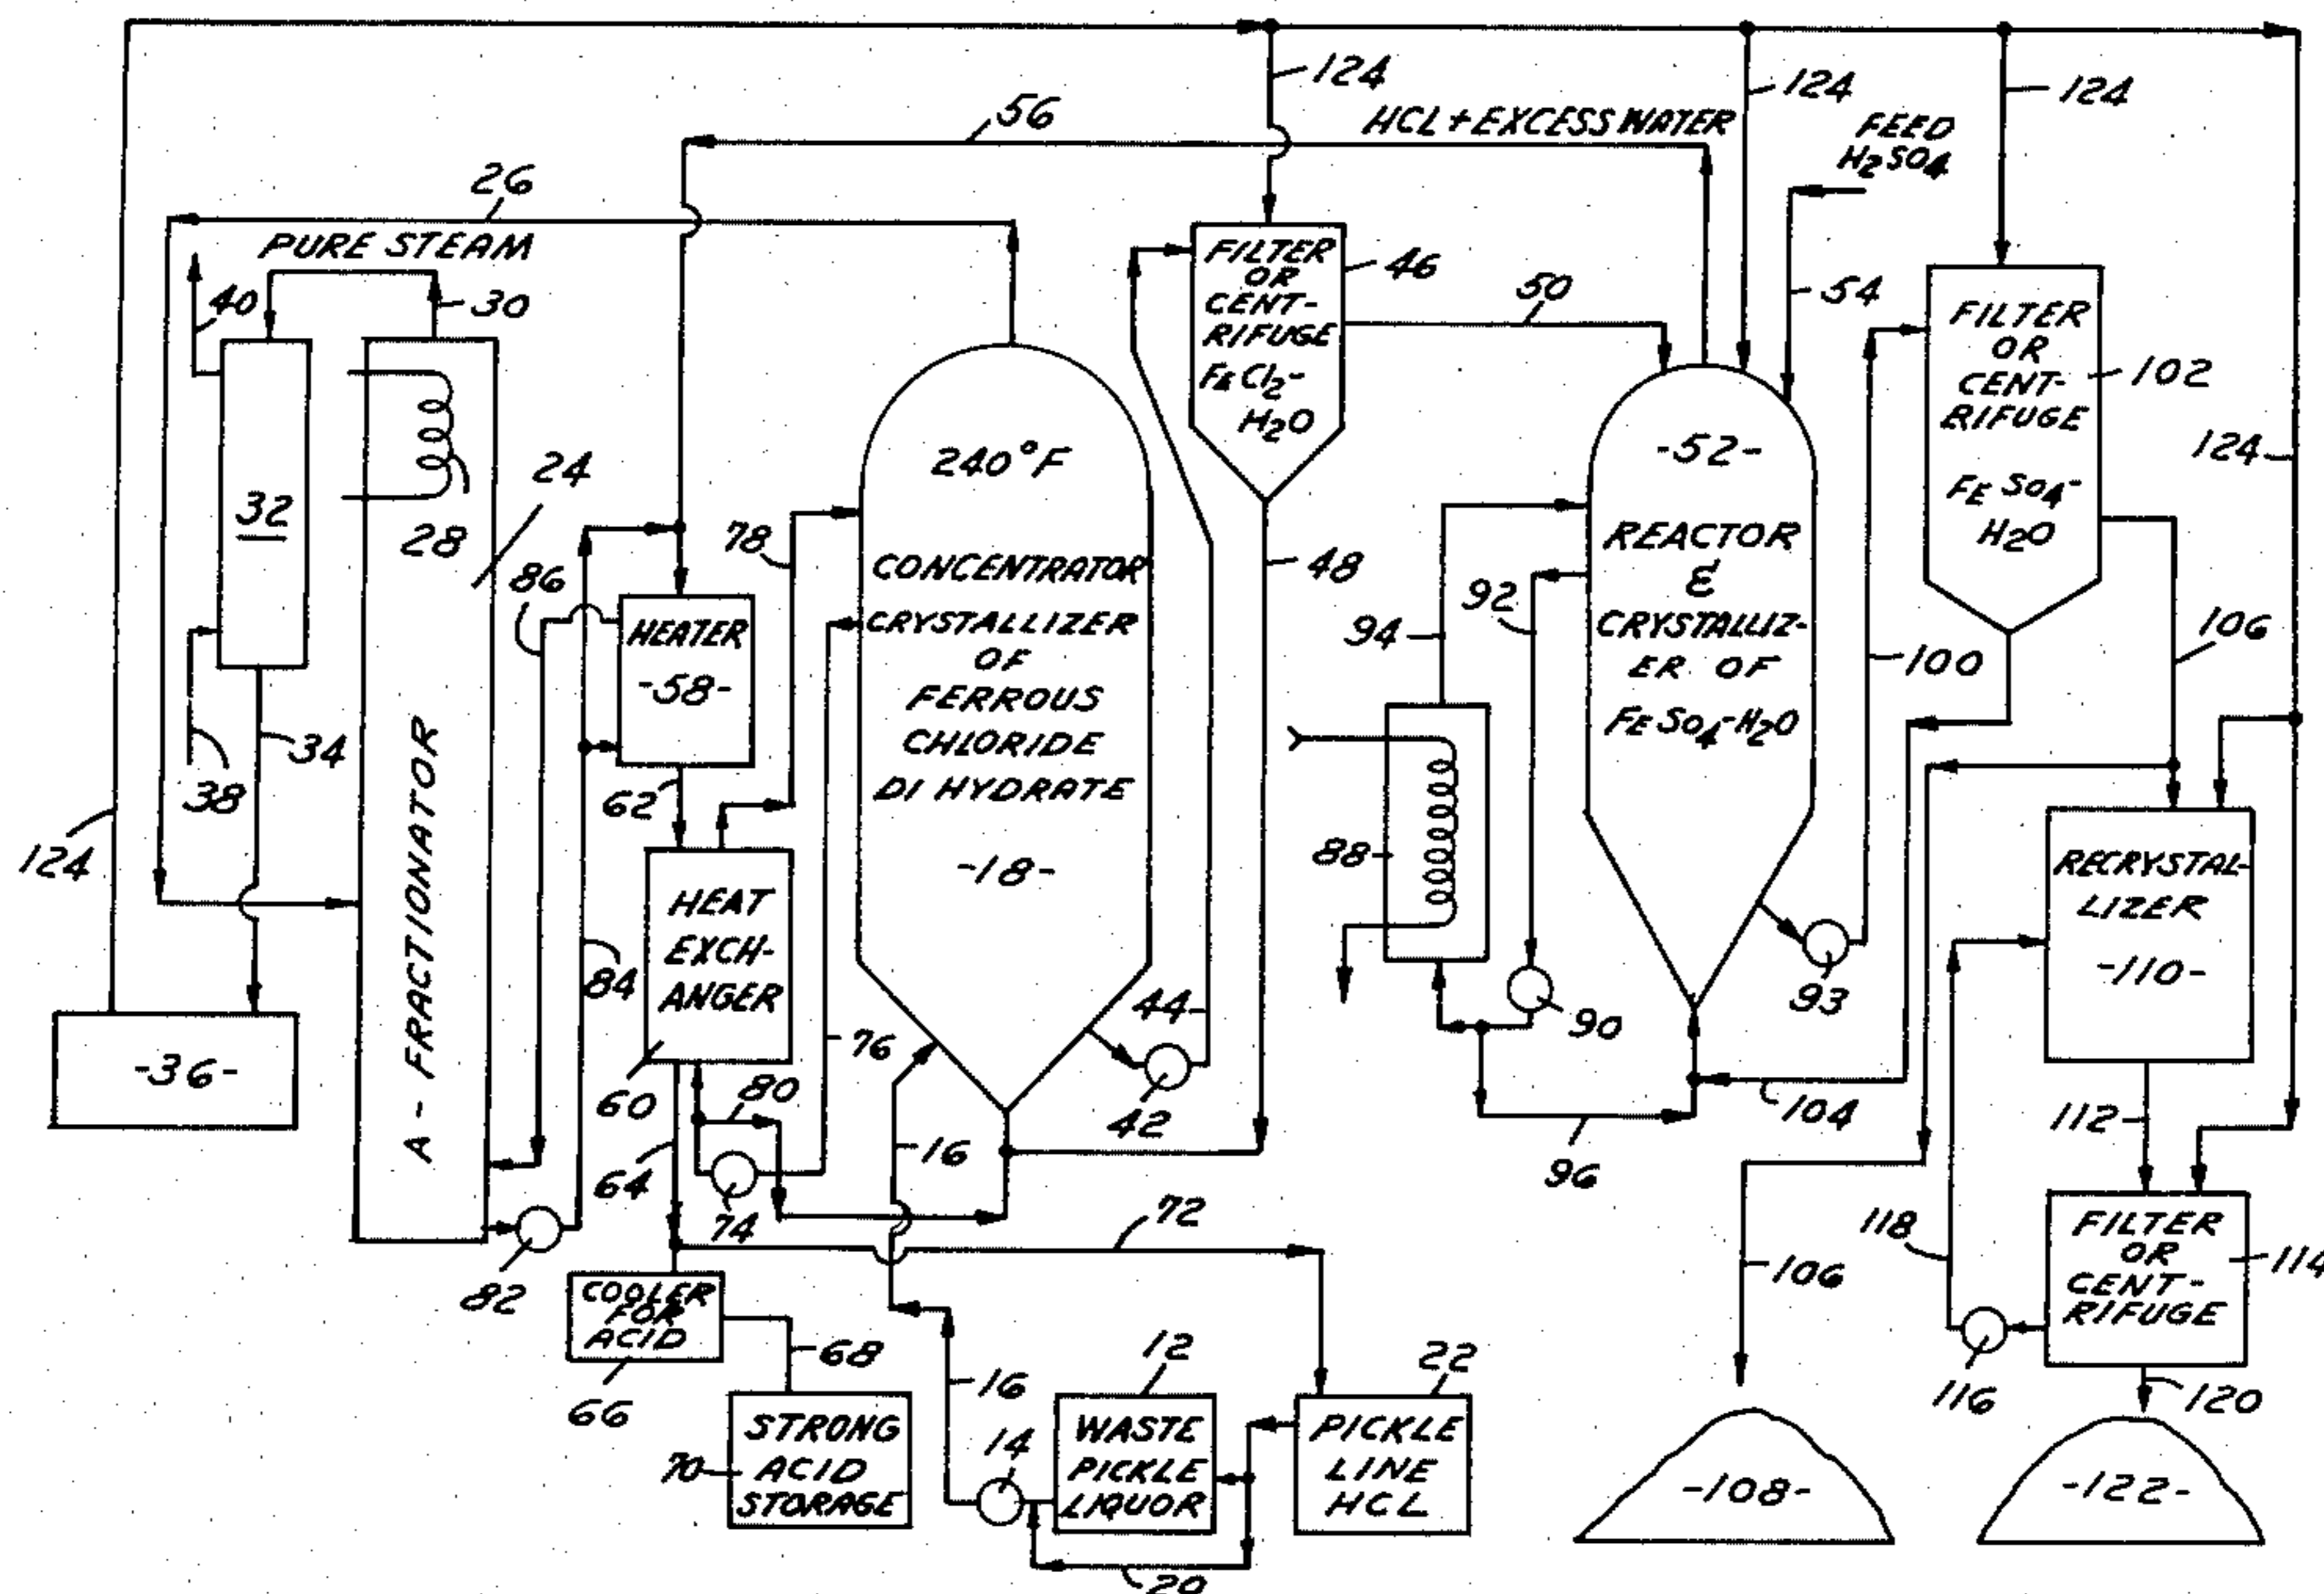 124
124
124
56
HCL + EXCESS WATER
FEED
H2SO4
26
PURE STEAM
40
30
FILTER
OR
CENT-
RIFUGE
FeCl2-
H2O
46
50
54
FILTER
OR
CENT-
RIFUGE
FE SO4-
H2O
102
124
32
28
24
86
78
240°F
CONCENTRATOR
CRYSTALLIZER
OF
FERROUS
CHLORIDE
DI HYDRATE
-18-
48
-52-
REACTOR
&
CRYSTALLIZ-
ER OF
FE SO4-H2O
92
94
100
106
HEATER
-58-
34
38
62
124
A- FRACTIONATOR
HEAT
EXCH-
ANGER
84
76
44
88
90
93
RECRYSTAL-
LIZER
-110-
-36-
60
80
42
16
104
112
64
74
96
72
118
FILTER
OR
CENT-
RIFUGE
114
82
COOLER
FOR
ACID
68
66
16
12
22
106
116
120
STRONG
ACID
STORAGE
70
14
WASTE
PICKLE
LIQUOR
PICKLE
LINE
HCL
-108-
-122-
20